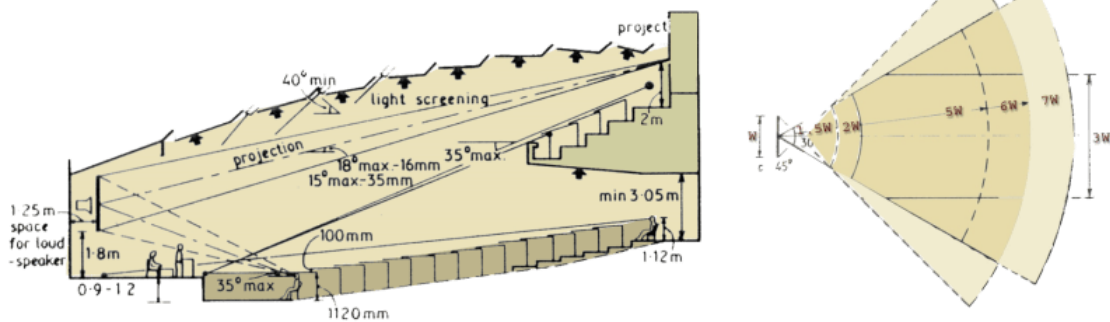 project
40° min
light screening
2m
projection
35° max.
18° max.-16mm
15° max.-35mm
min 3·05m
1·25m
space
for loud
-speaker
100mm
1·8m
1·12m
0·9-1·2
35° max
1120mm
5W
6W
7W
W
1·5W
2W
3W
30
c
45°